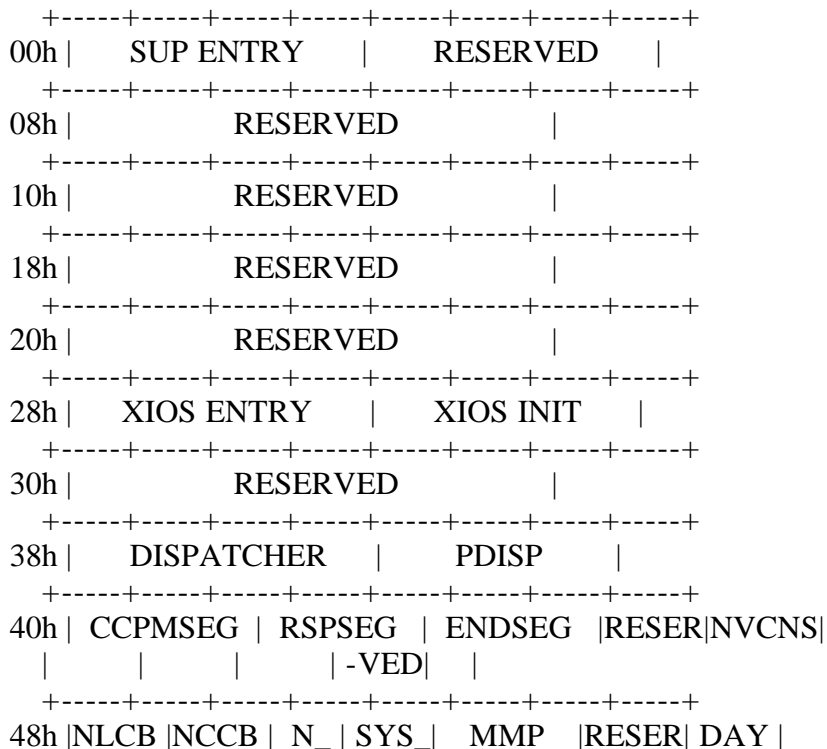 +-----+-----+-----+-----+-----+-----+-----+-----+
00h | SUP ENTRY | RESERVED |
+-----+-----+-----+-----+-----+-----+-----+-----+
08h | RESERVED |
+-----+-----+-----+-----+-----+-----+-----+-----+
10h | RESERVED |
+-----+-----+-----+-----+-----+-----+-----+-----+
18h | RESERVED |
+-----+-----+-----+-----+-----+-----+-----+-----+
20h | RESERVED |
+-----+-----+-----+-----+-----+-----+-----+-----+
28h | XIOS ENTRY | XIOS INIT |
+-----+-----+-----+-----+-----+-----+-----+-----+
30h | RESERVED |
+-----+-----+-----+-----+-----+-----+-----+-----+
38h | DISPATCHER | PDISP |
+-----+-----+-----+-----+-----+-----+-----+-----+
40h | CCPMSEG | RSPSEG | ENDSEG |RESER|NVCNS|
| | | | -VED| |
+-----+-----+-----+-----+-----+-----+-----+-----+
48h |NLCB |NCCB | N_ | SYS_| MMP |RESER| DAY |